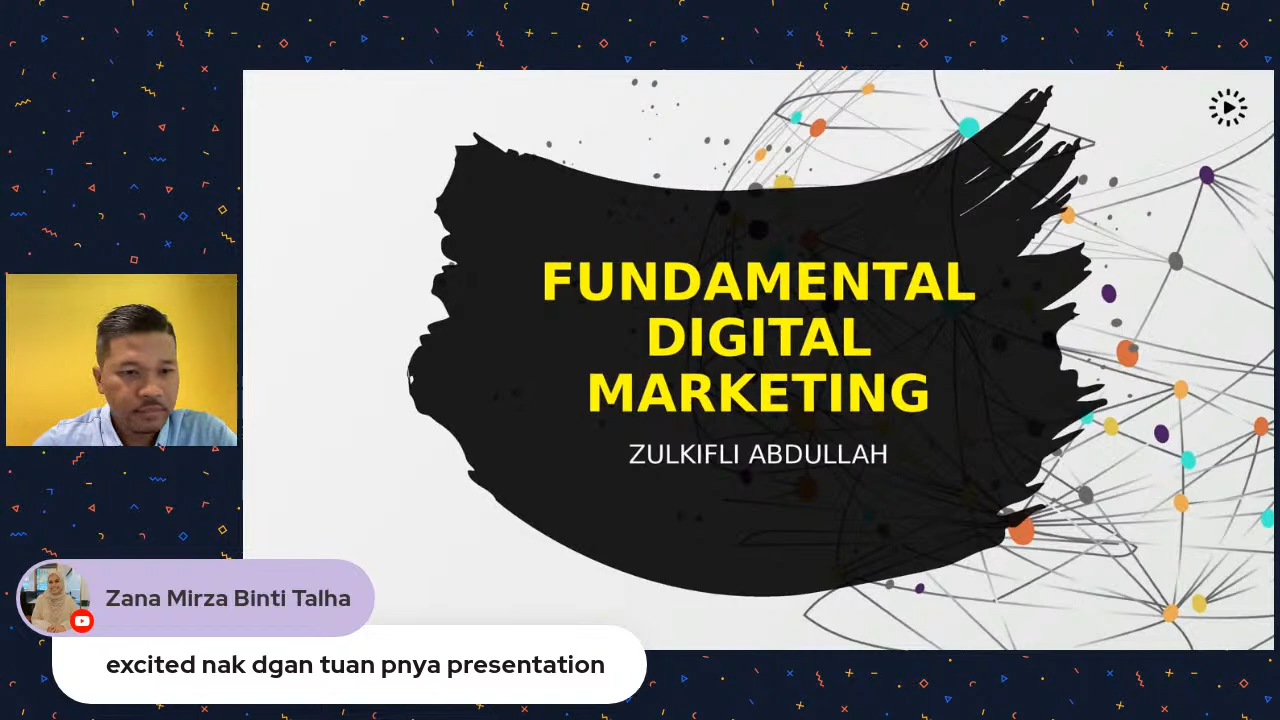 FUNDAMENTAL
DIGITAL
MARKETING
ZULKIFLI ABDULLAH
Zana Mirza Binti Talha
excited nak dgan tuan pnya presentation